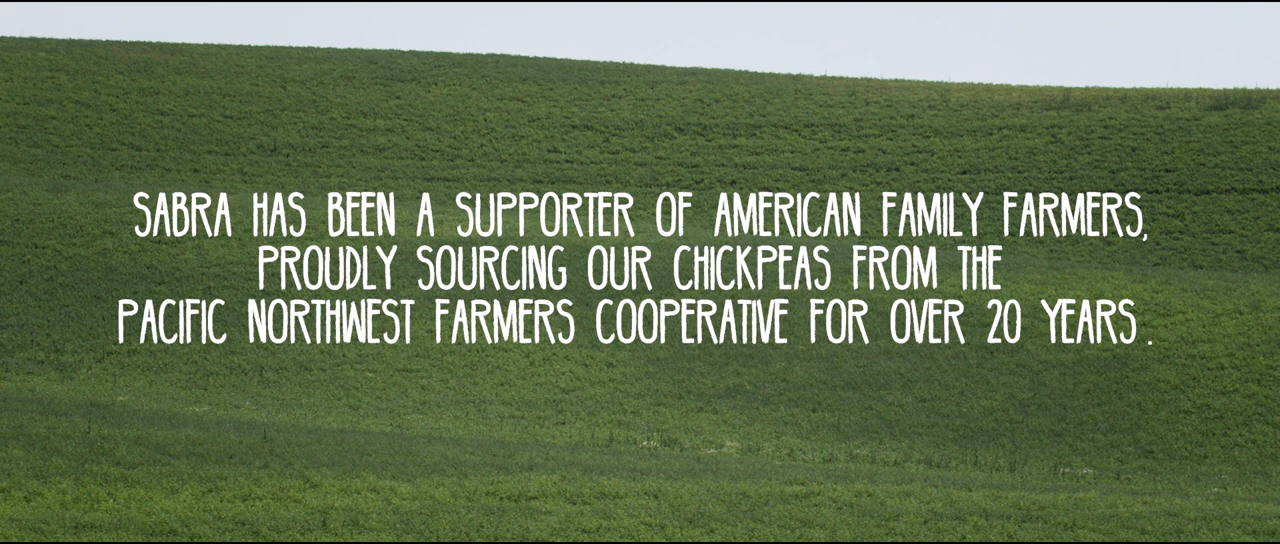 SABRA HAS BEEN A SUPPORTER OF AMERICAN FAMILY FARMERS,
PROUDLY SOURCING OUR CHICKPEAS FROM THE
PACIFIC NORTHWEST FARMERS COOPERATIVE FOR OVER 20 YEARS.